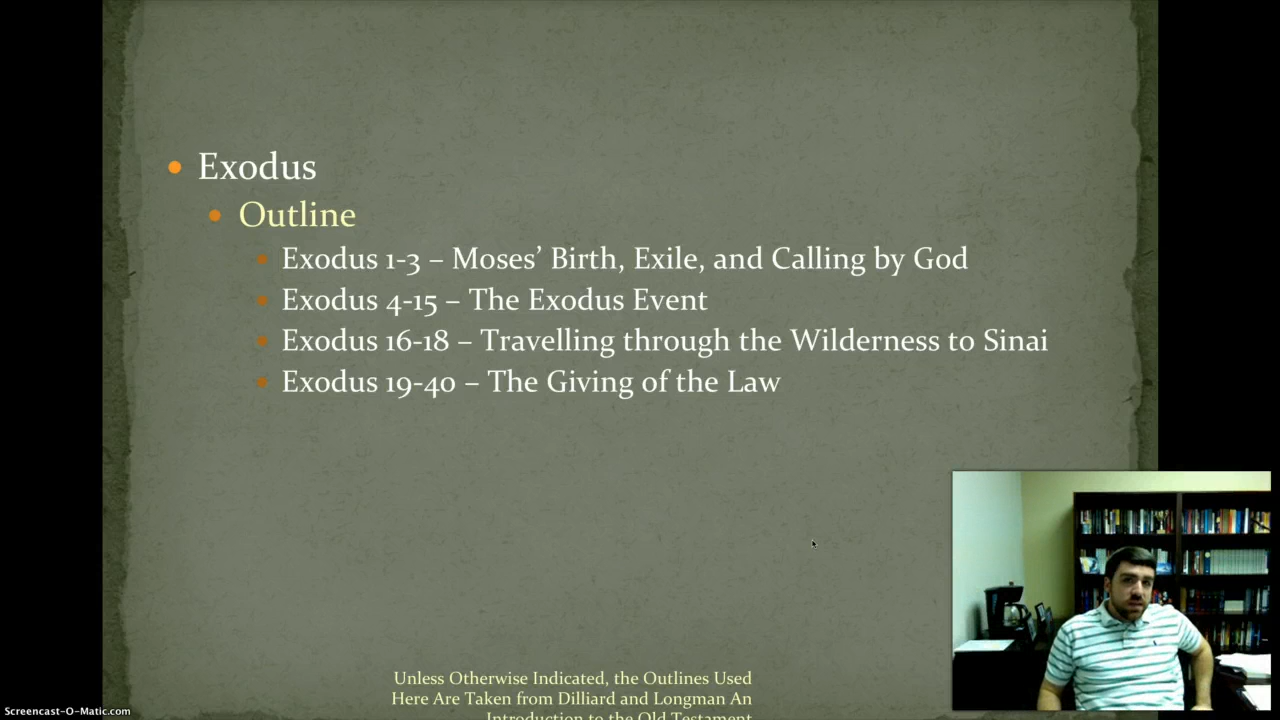 Exodus
Outline
Exodus 1-3 – Moses’ Birth, Exile, and Calling by God
Exodus 4-15 – The Exodus Event
Exodus 16-18 – Travelling through the Wilderness to Sinai
Exodus 19-40 – The Giving of the Law
Unless Otherwise Indicated, the Outlines Used
Here Are Taken from Dilliard and Longman An
Introduction to the Old Testament
Screencast-O-Matic.com